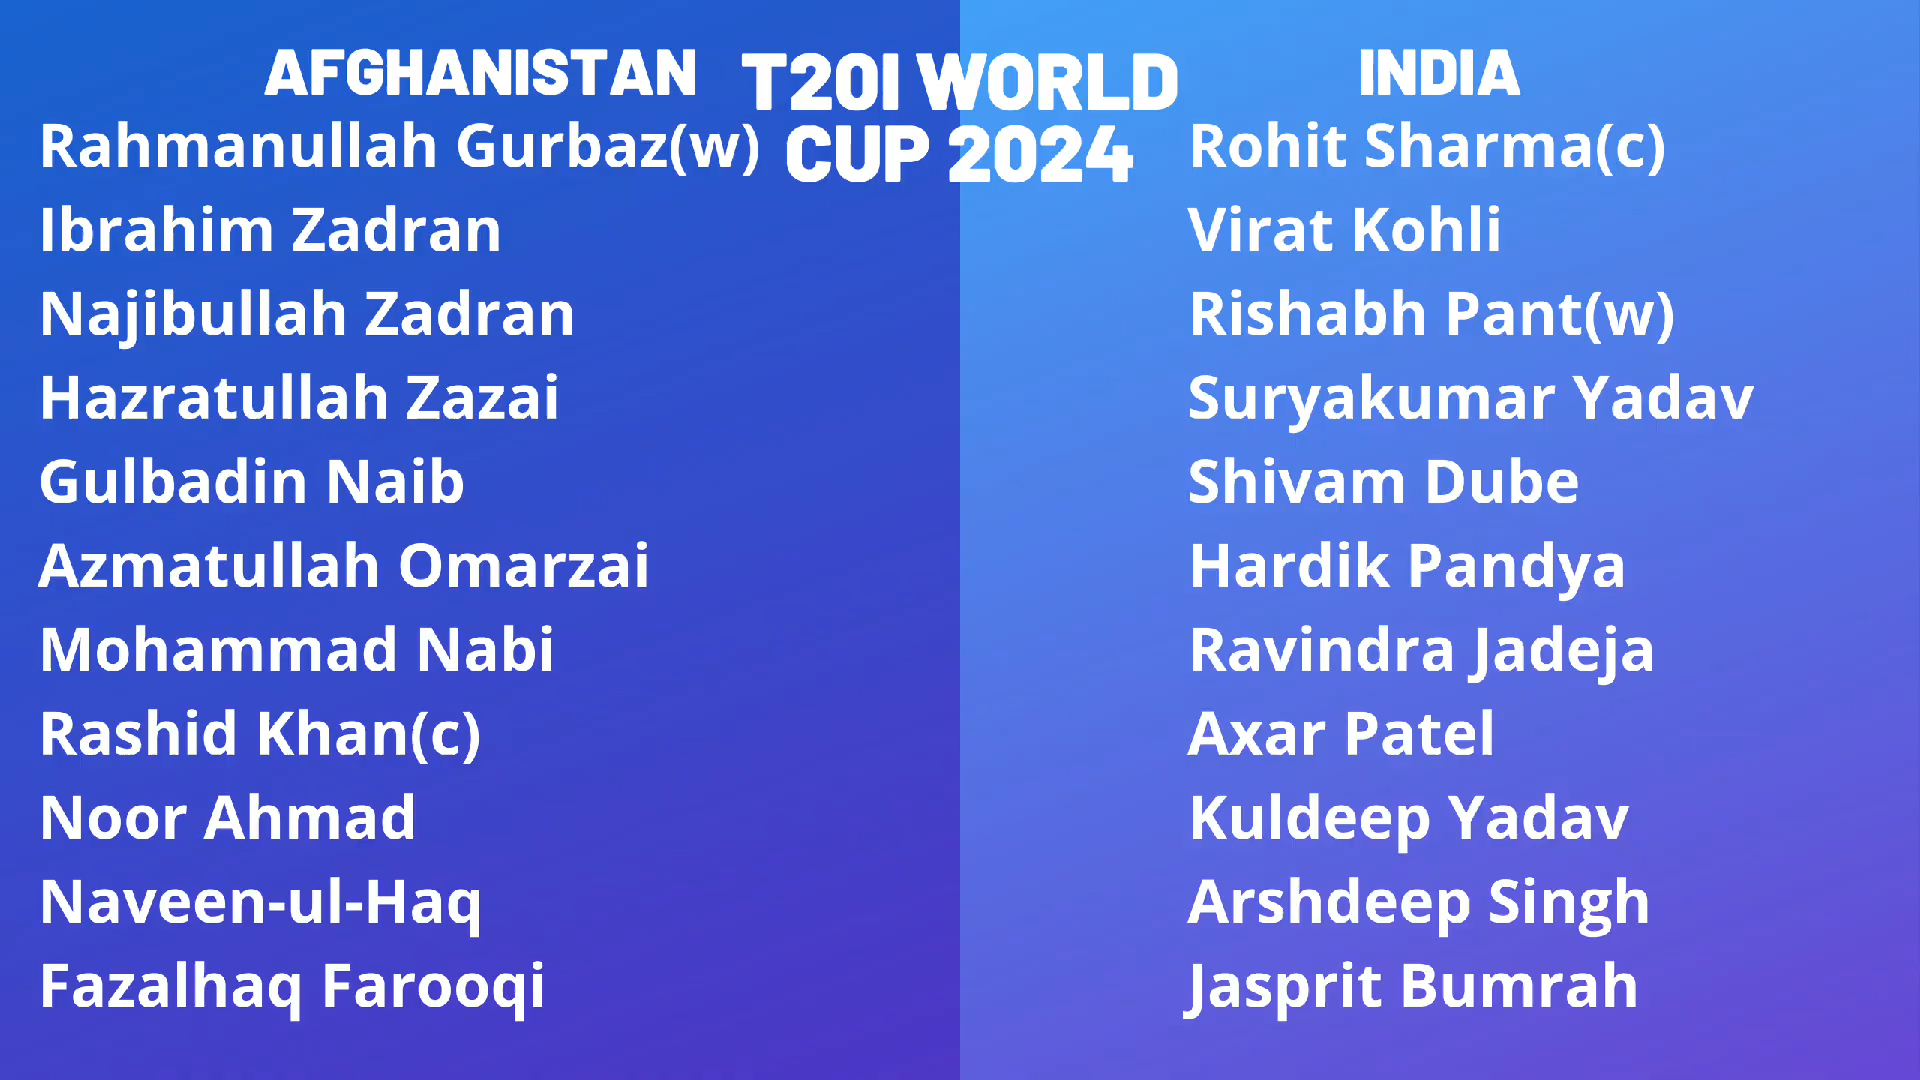 AFGHANISTAN
Rahmanullah Gurbaz(w)
Ibrahim Zadran
Najibullah Zadran
Hazratullah Zazai
Gulbadin Naib
Azmatullah Omarzai
Mohammad Nabi
Rashid Khan(c)
Noor Ahmad
Naveen-ul-Haq
Fazalhaq Farooqi
T20I WORLD
CUP 2024
INDIA
Rohit Sharma(c)
Virat Kohli
Rishabh Pant(w)
Suryakumar Yadav
Shivam Dube
Hardik Pandya
Ravindra Jadeja
Axar Patel
Kuldeep Yadav
Arshdeep Singh
Jasprit Bumrah